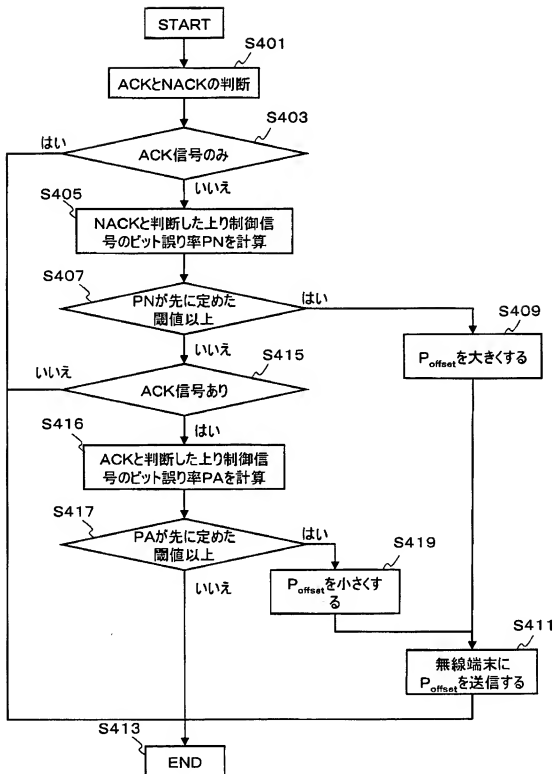 START
S401
ACKとNACKの判断
S403
はい
ACK信号のみ
いいえ
S405
NACKと判断した上り制御信
号のビット誤り率PNを計算
S407
PNが先に定めた
閾値以上
はい
S409
Poffsetを大きくする
いいえ
いいえ
S415
ACK信号あり
S416
はい
ACKと判断した上り制御信
号のビット誤り率PAを計算
S417
PAが先に定めた
閾値以上
はい
S419
Poffsetを小さくす
る
いいえ
S411
無線端末に
Poffsetを送信する
S413
END